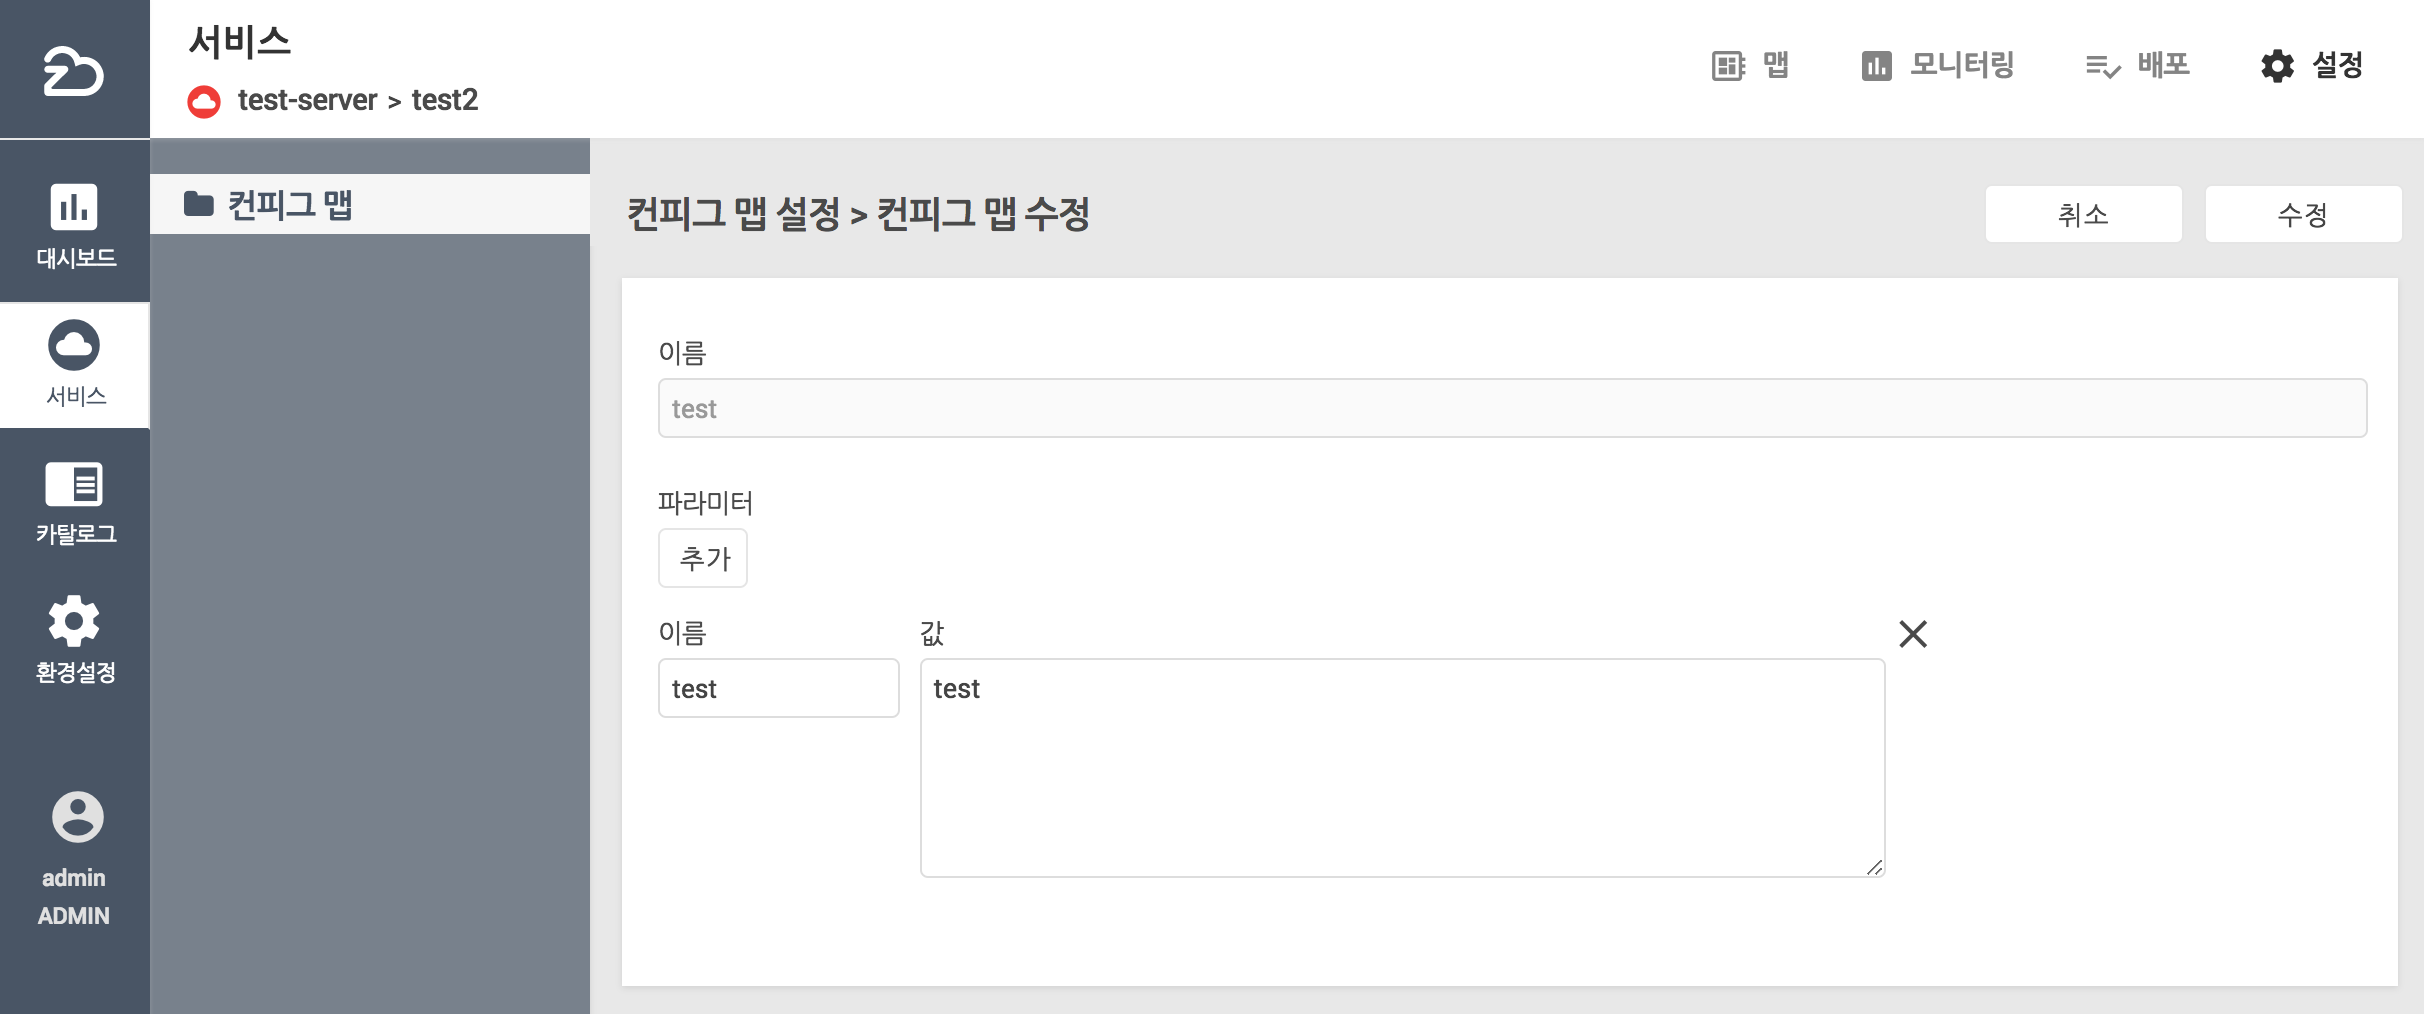 서비스
test-server > test2
맵
모니터링
배포
설정
대시보드
서비스
카탈로그
환경설정
admin
ADMIN
컨피그 맵
컨피그 맵 설정 > 컨피그 맵 수정
취소
수정
이름
test
파라미터
추가
이름
값
test
test